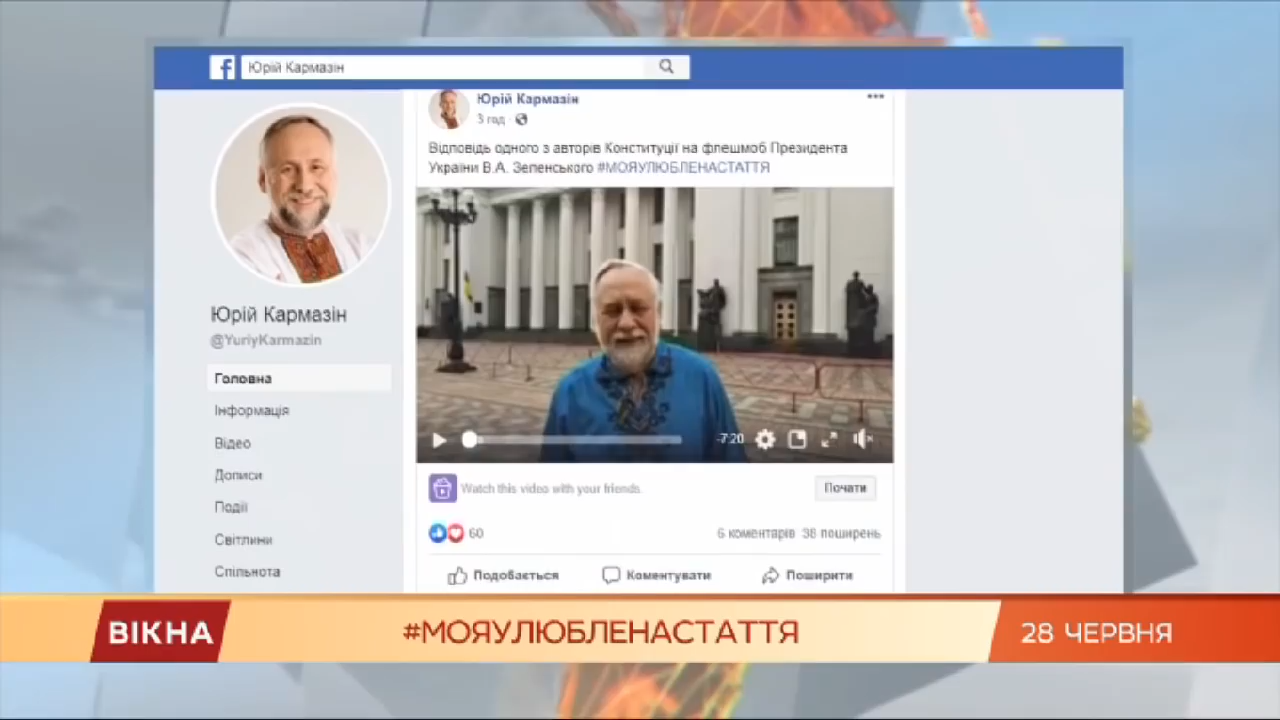 Юрій Кармазін
Юрій Кармазін
3 год
Відповідь одного з авторів Конституції на флешмоб Президента
України В.А. Зеленського #МОЯУЛЮБЛЕНАСТАТТЯ
Юрій Кармазін
@YuriyKarmazin
Головна
Інформація
Відео
Дописи
Події
Світлини
Спільнота
-7:20
Watch this video with your friends.
Почати
60
6 коментарів 38 поширень
Подобається
Коментувати
Поширити
ВІКНА
#МОЯУЛЮБЛЕНАСТАТТЯ
28 ЧЕРВНЯ